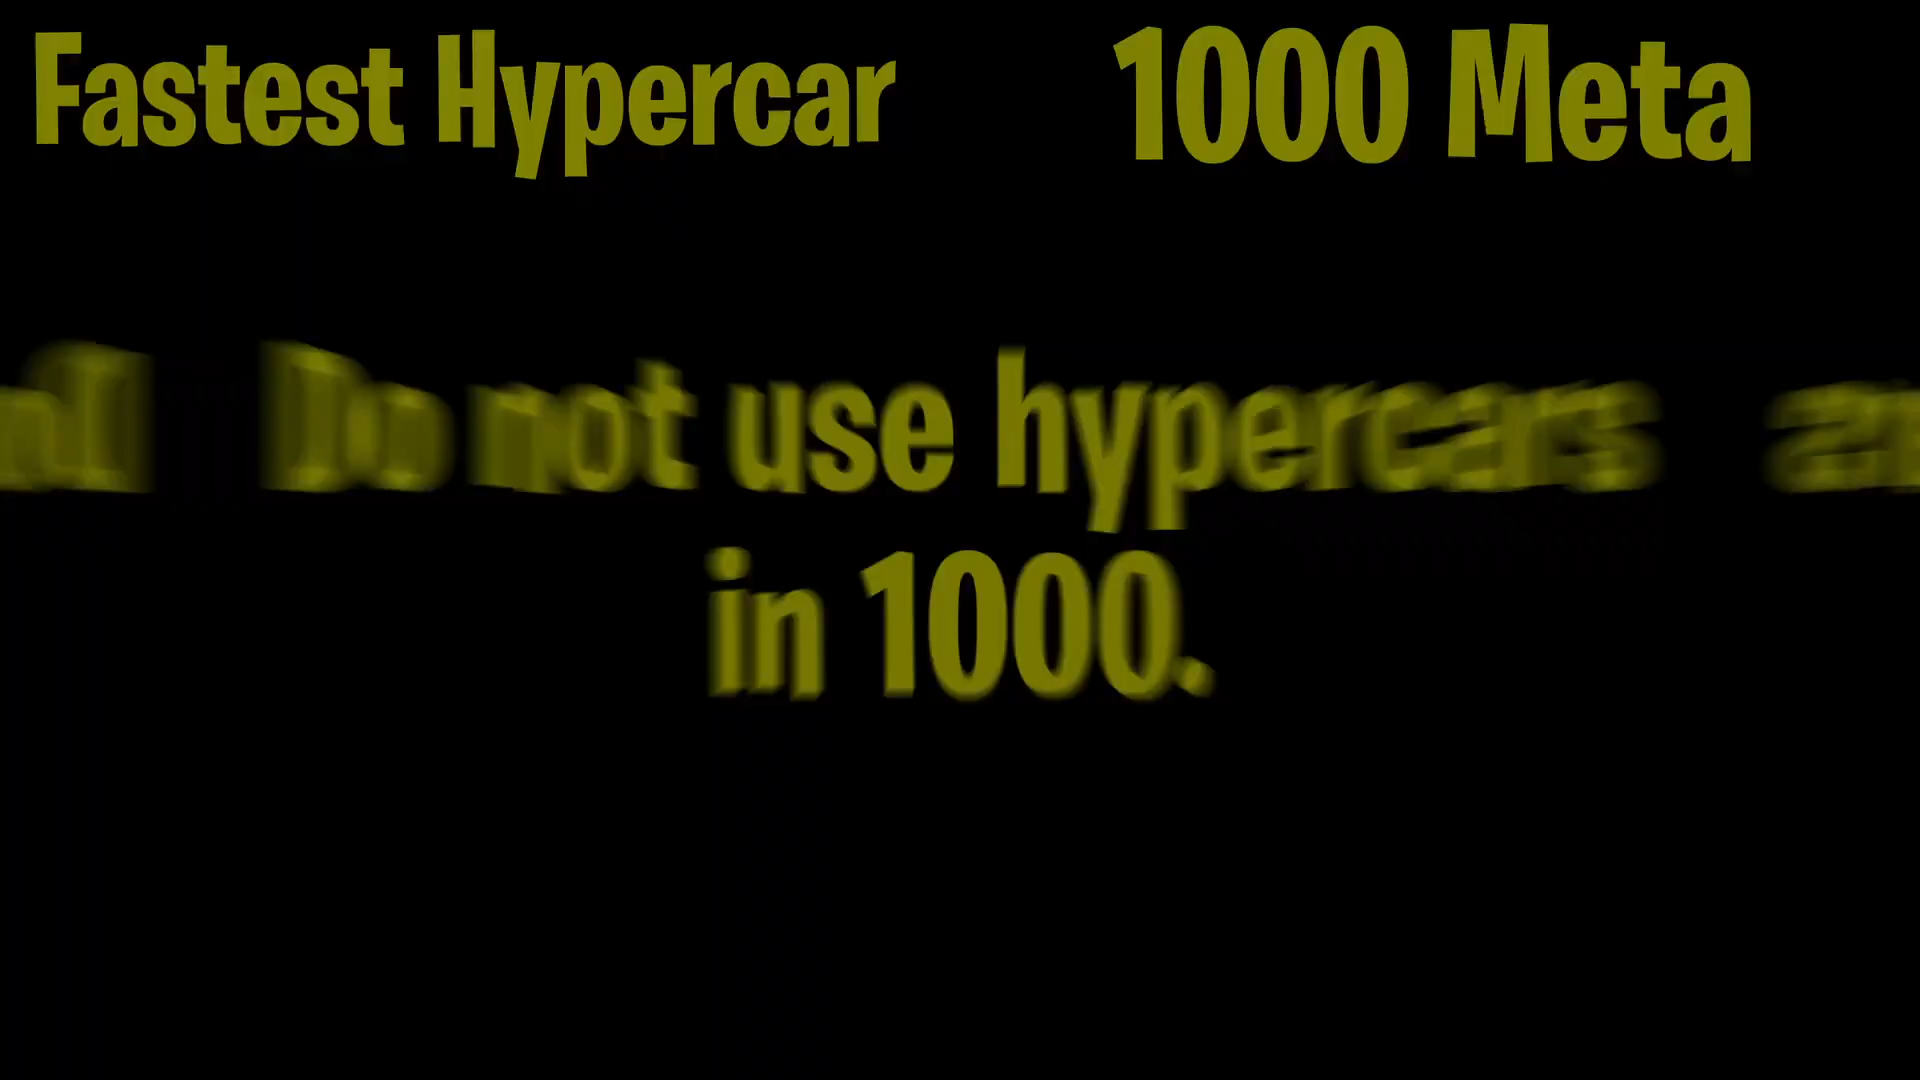 Fastest Hypercar
1000 Meta
Do not use hypercars
in 1000.